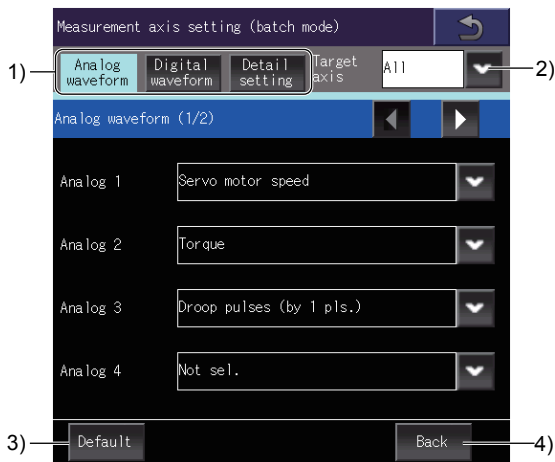 Measurement axis setting (batch mode)
1)
Analog waveform
Digital waveform
Detail setting
Target axis
All
2)
Analog waveform (1/2)
Analog 1
Servo motor speed
Analog 2
Torque
Analog 3
Droop pulses (by 1 pls.)
Analog 4
Not sel.
3)
Default
Back
4)